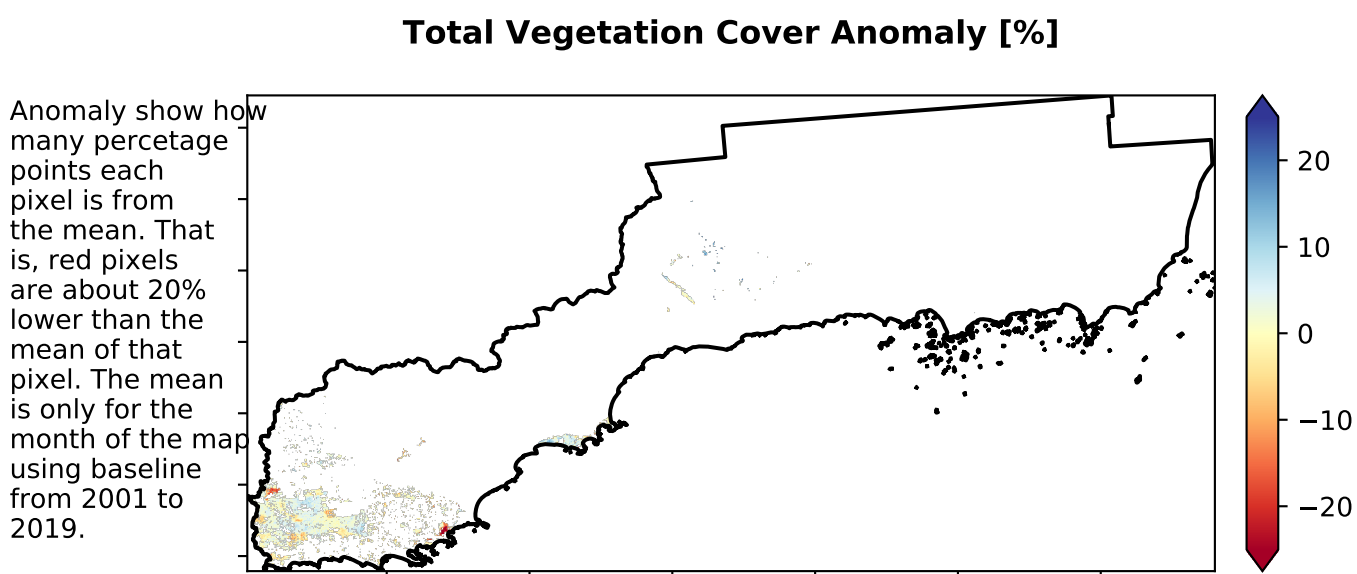 Total Vegetation Cover Anomaly [%]
Anomaly show how
many percetage
points each
pixel is from
the mean. That
is, red pixels
are about 20%
lower than the
mean of that
pixel. The mean
is only for the
month of the map
using baseline
from 2001 to
2019.
20
10
0
−10
−20